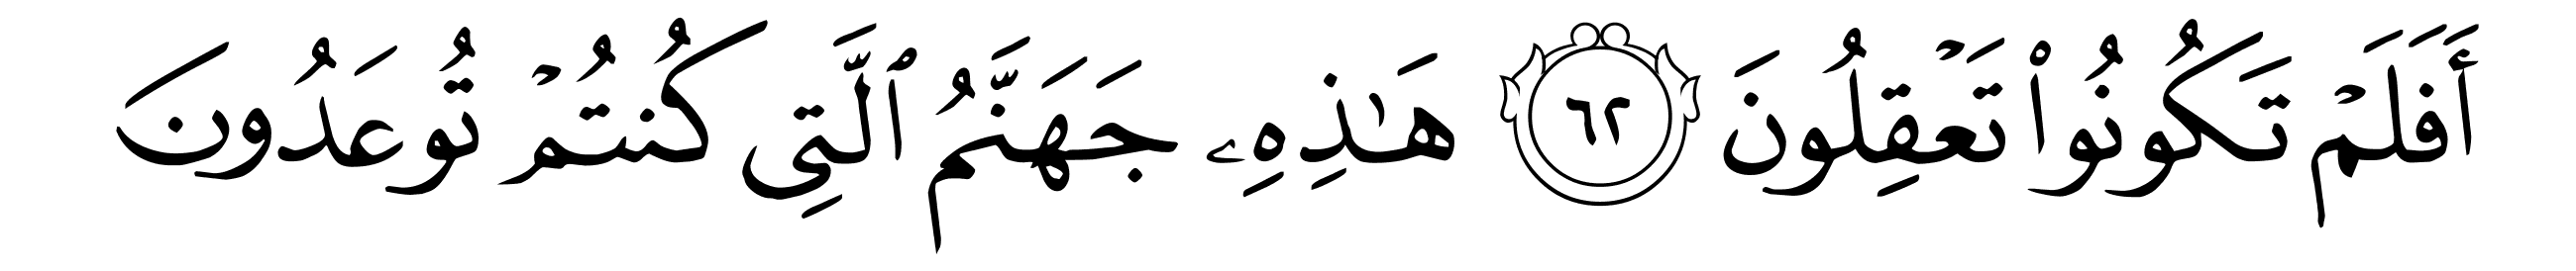 أَفَلَمْ تَكُونُوا۟ تَعْقِلُونَ ٦٢ هَـٰذِهِۦ جَهَنَّمُ ٱلَّتِى كُنتُمْ تُوعَدُونَ